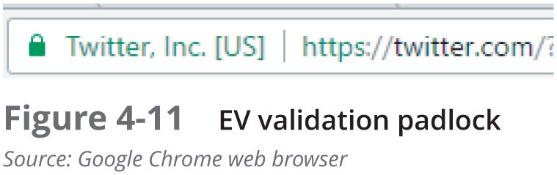 Twitter, Inc. [US] | https://twitter.com/?
Figure 4-11 EV validation padlock
Source: Google Chrome web browser